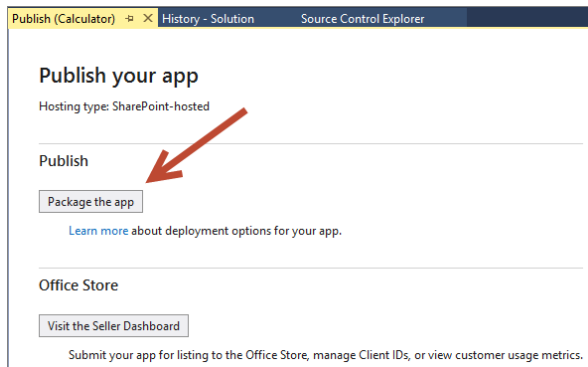 Publish (Calculator) History - Solution Source Control Explorer
Publish your app
Hosting type: SharePoint-hosted
Publish
Package the app
Learn more about deployment options for your app.
Office Store
Visit the Seller Dashboard
Submit your app for listing to the Office Store, manage Client IDs, or view customer usage metrics.